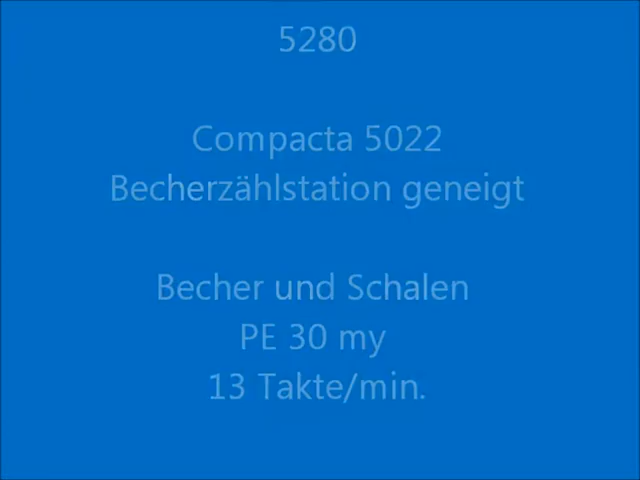 5280
Compacta 5022
Becherzählstation geneigt
Becher und Schalen
PE 30 my
13 Takte/min.